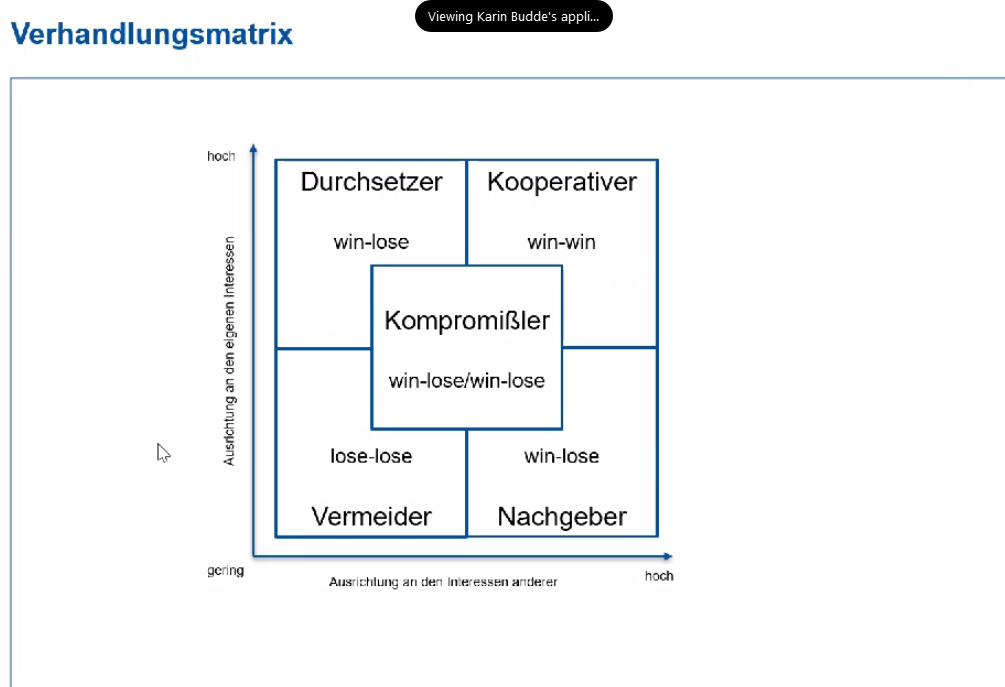 Viewing Karin Budde's appli...
Verhandlungsmatrix
hoch
Ausrichtung an den eigenen Interessen
Durchsetzer
win-lose
Kooperativer
win-win
Kompromißler
win-lose/win-lose
lose-lose
Vermeider
win-lose
Nachgeber
gering
Ausrichtung an den Interessen anderer
hoch